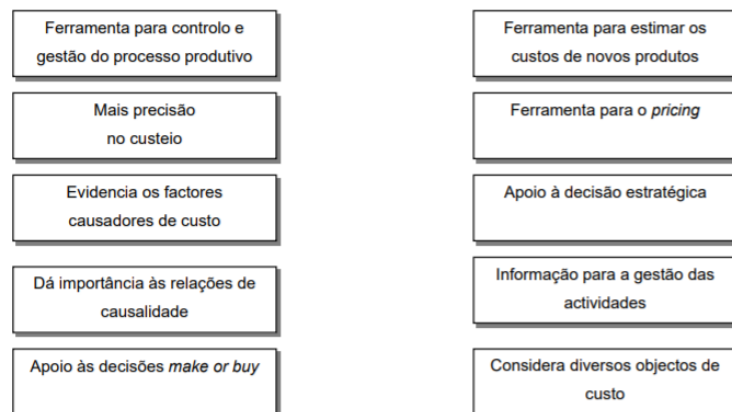 Ferramenta para controlo e
gestão do processo produtivo
Mais precisão
no custeio
Evidencia os factores
causadores de custo
Dá importância às relações de
causalidade
Apoio às decisões make or buy
Ferramenta para estimar os
custos de novos produtos
Ferramenta para o pricing
Apoio à decisão estratégica
Informação para a gestão das
actividades
Considera diversos objectos de
custo